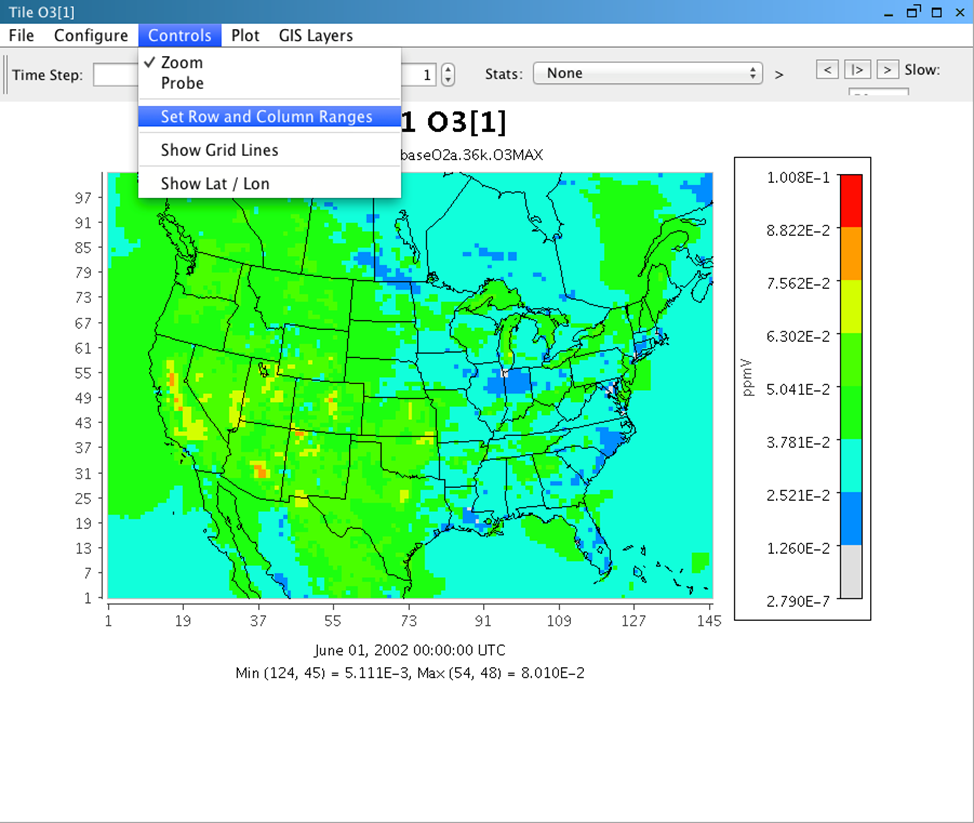 Tile O3[1]
File Configure Controls Plot GIS Layers
Time Step: 1 Stats: None > < |> > Slow:
✓ Zoom
Probe
Set Row and Column Ranges
Show Grid Lines
Show Lat / Lon
1 O3[1]
baseO2a.36k.O3MAX
97
91
85
79
73
67
61
55
49
43
37
31
25
19
13
7
1
1 19 37 55 73 91 109 127 145
June 01, 2002 00:00:00 UTC
Min (124, 45) = 5.111E-3, Max (54, 48) = 8.010E-2
ppmV
1.008E-1
8.822E-2
7.562E-2
6.302E-2
5.041E-2
3.781E-2
2.521E-2
1.260E-2
2.790E-7